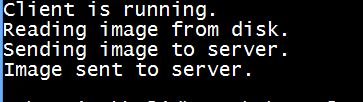 Client is running.
Reading image from disk.
Sending image to server.
Image sent to server.